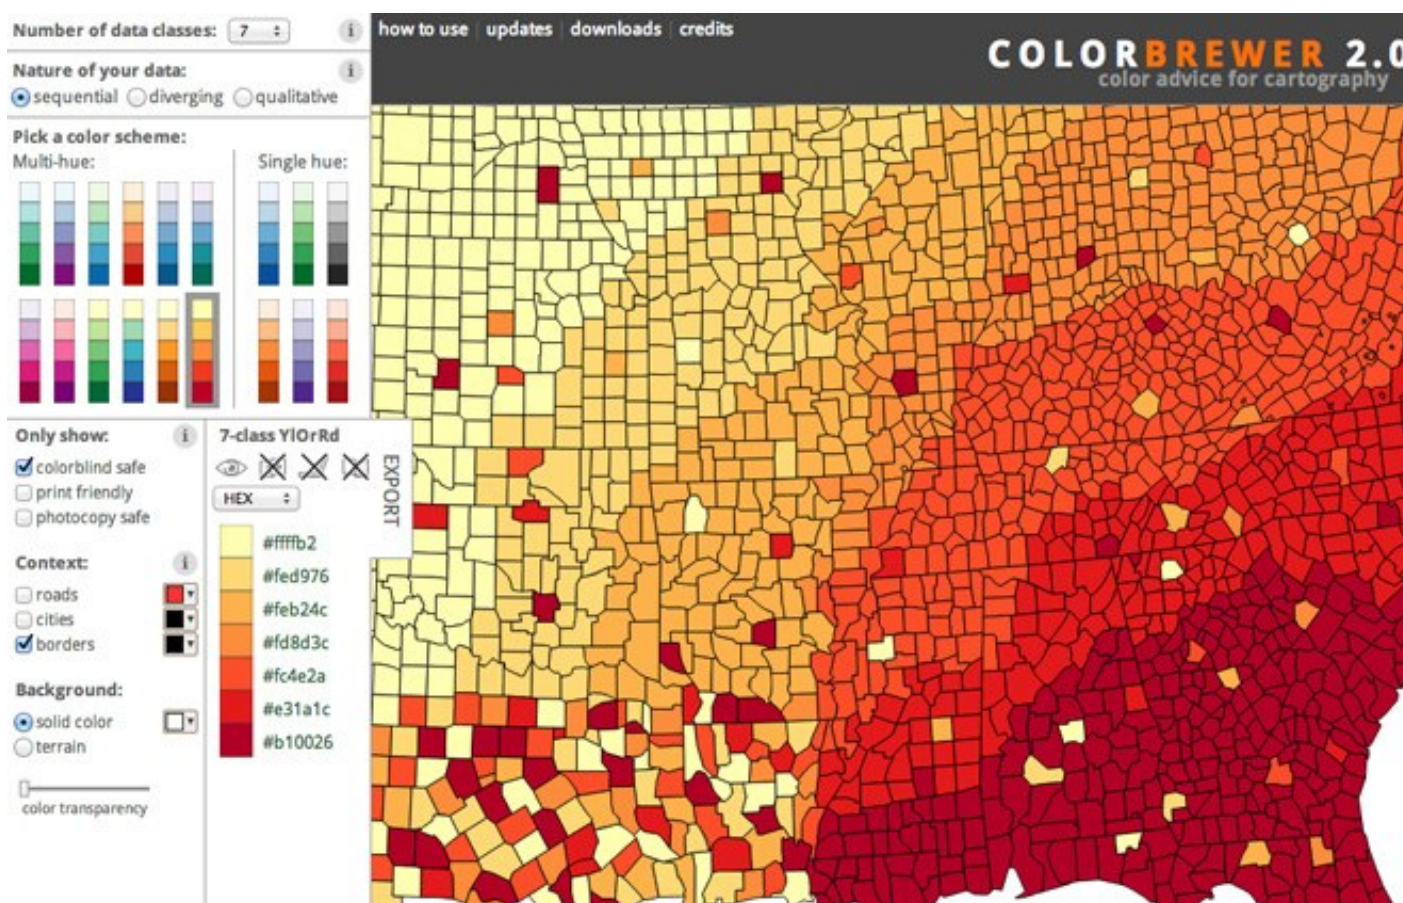 Number of data classes: 7 i
how to use updates downloads credits
COLORBREWER 2.0
color advice for cartography
Nature of your data: i
sequential diverging qualitative
Pick a color scheme:
Multi-hue: Single hue:
Only show: i
colorblind safe
print friendly
photocopy safe
Context: i
roads
cities
borders
Background:
solid color
terrain
color transparency
7-class YlOrRd
HEX
EXPORT
#ffffb2
#fed976
#feb24c
#fd8d3c
#fc4e2a
#e31a1c
#b10026